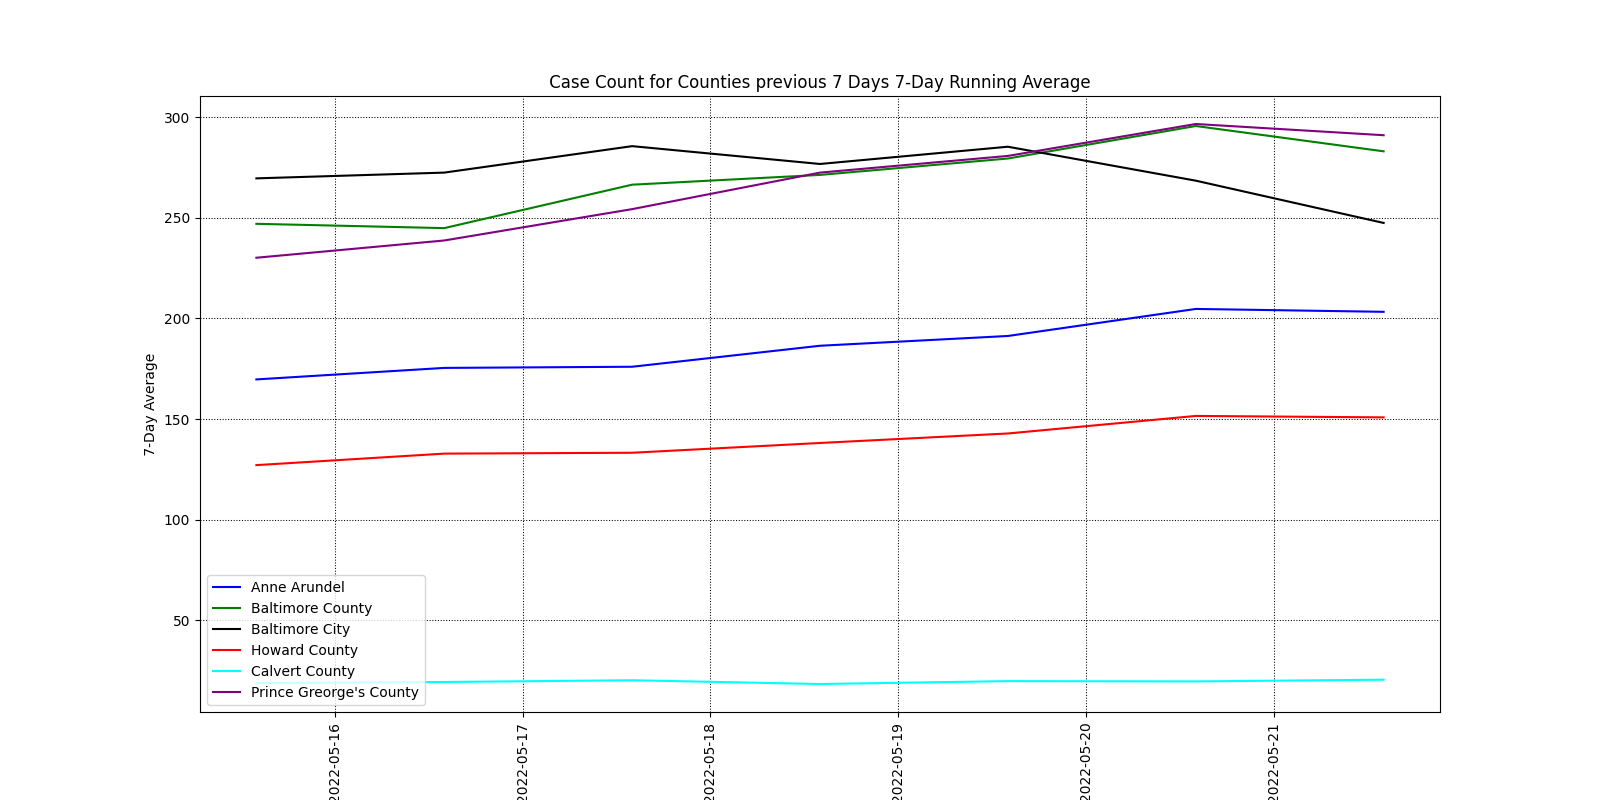 Case Count for Counties previous 7 Days 7-Day Running Average
7-Day Average
300
250
200
150
100
50
Anne Arundel
Baltimore County
Baltimore City
Howard County
Calvert County
Prince Greorge's County
2022-05-16
2022-05-17
2022-05-18
2022-05-19
2022-05-20
2022-05-21